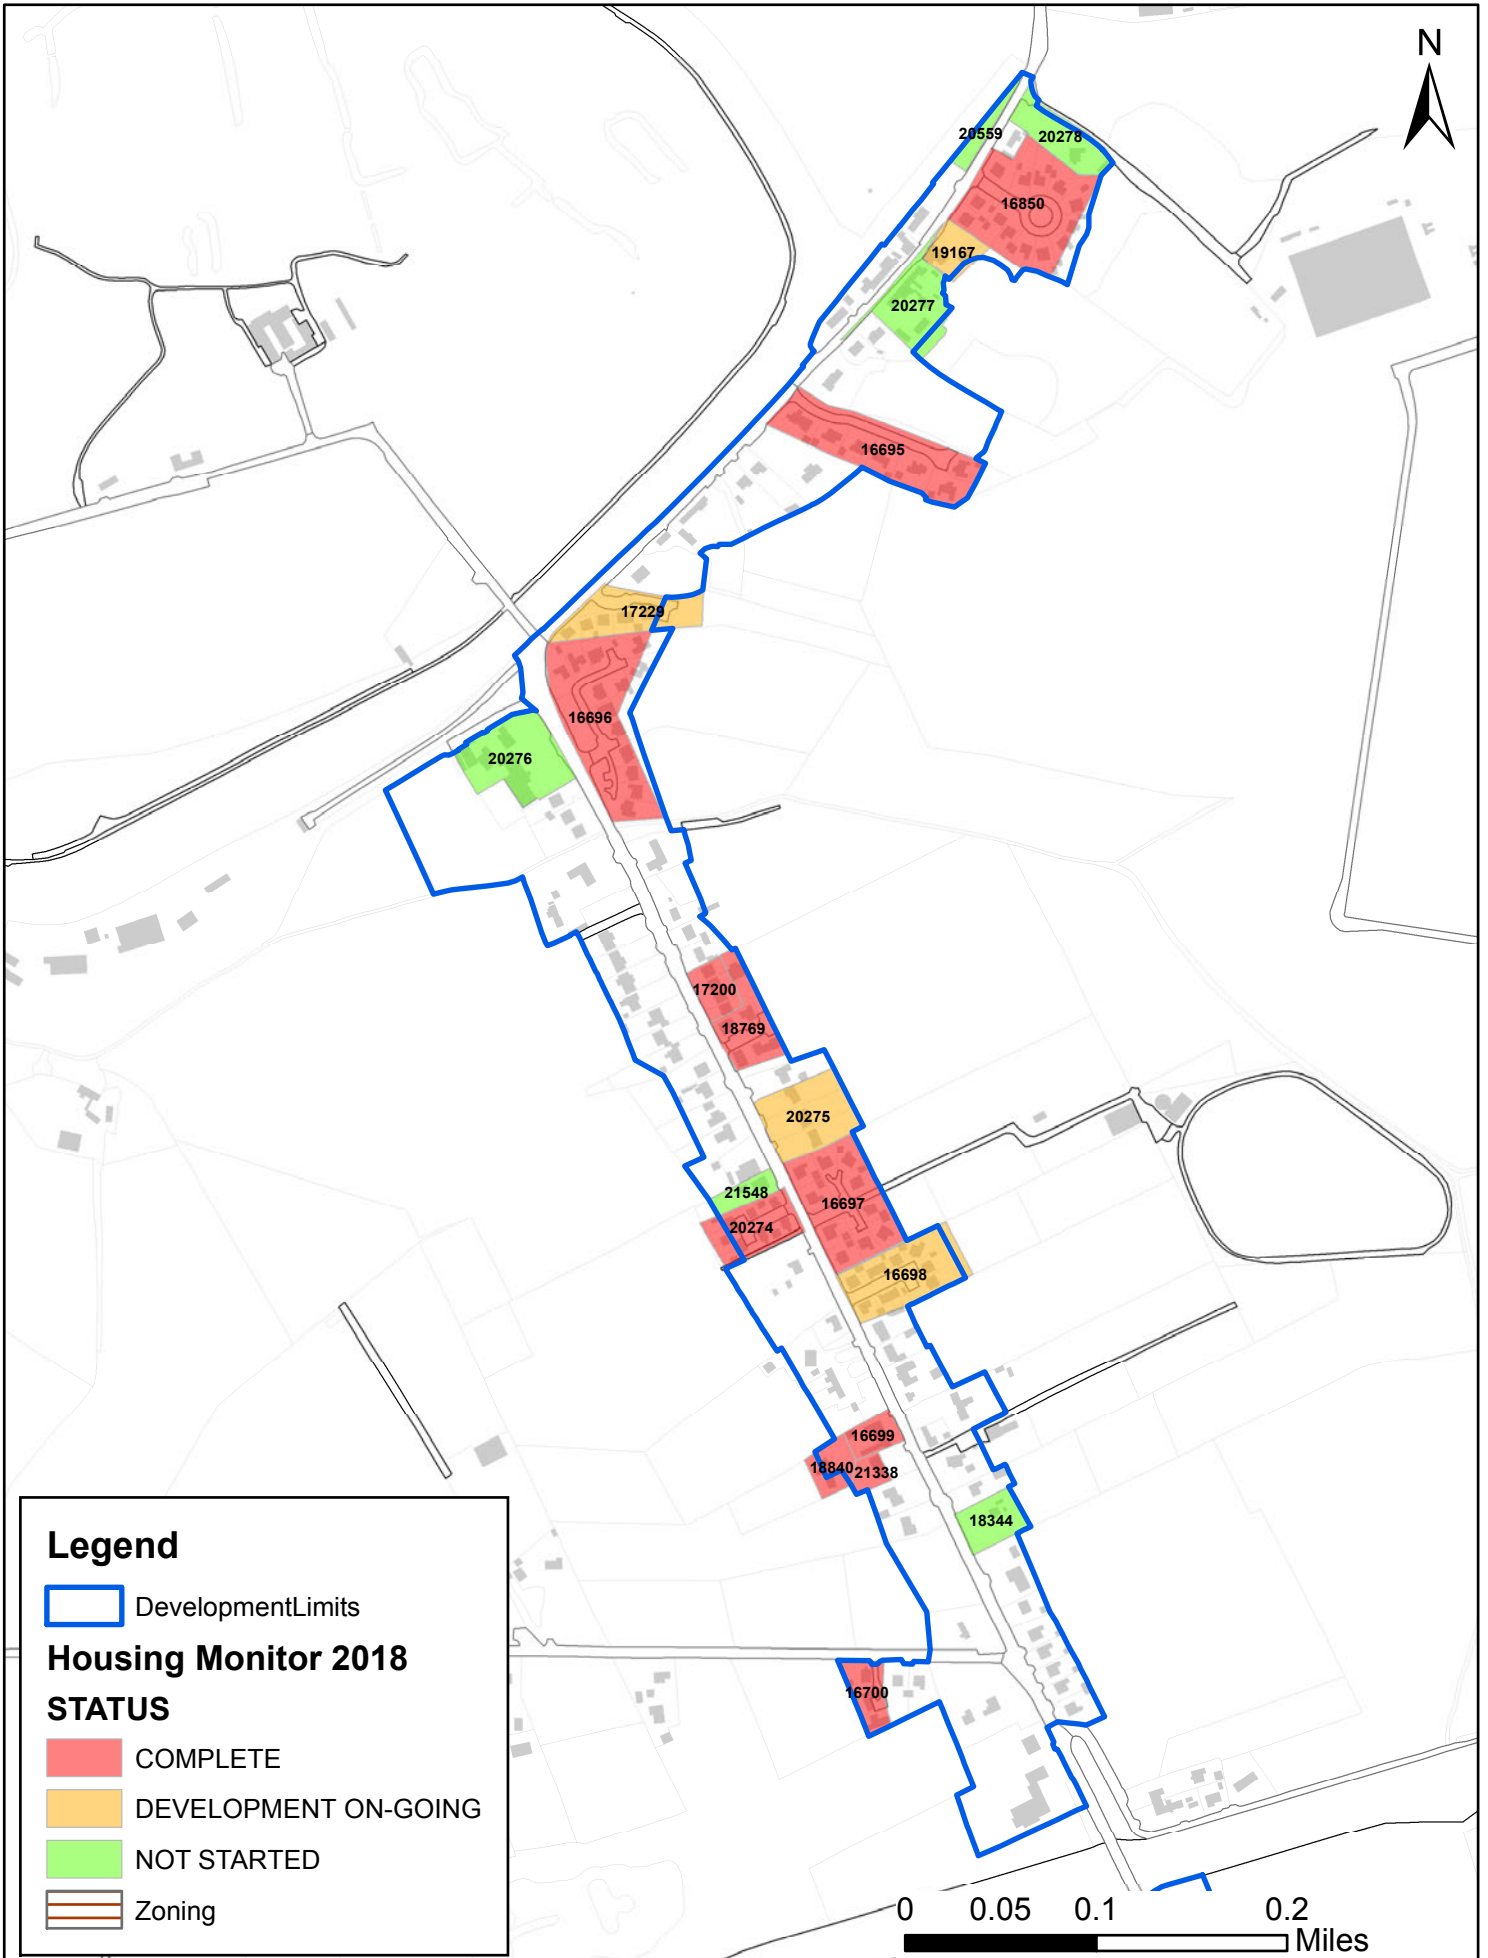 N
20559
20278
16850
19167
20277
16695
17229
16696
20276
17200
18769
20275
21548
16697
20274
16698
16699
18840
21338
18344
16700
Legend
DevelopmentLimits
Housing Monitor 2018
STATUS
COMPLETE
DEVELOPMENT ON-GOING
NOT STARTED
Zoning
0 0.05 0.1 0.2
Miles